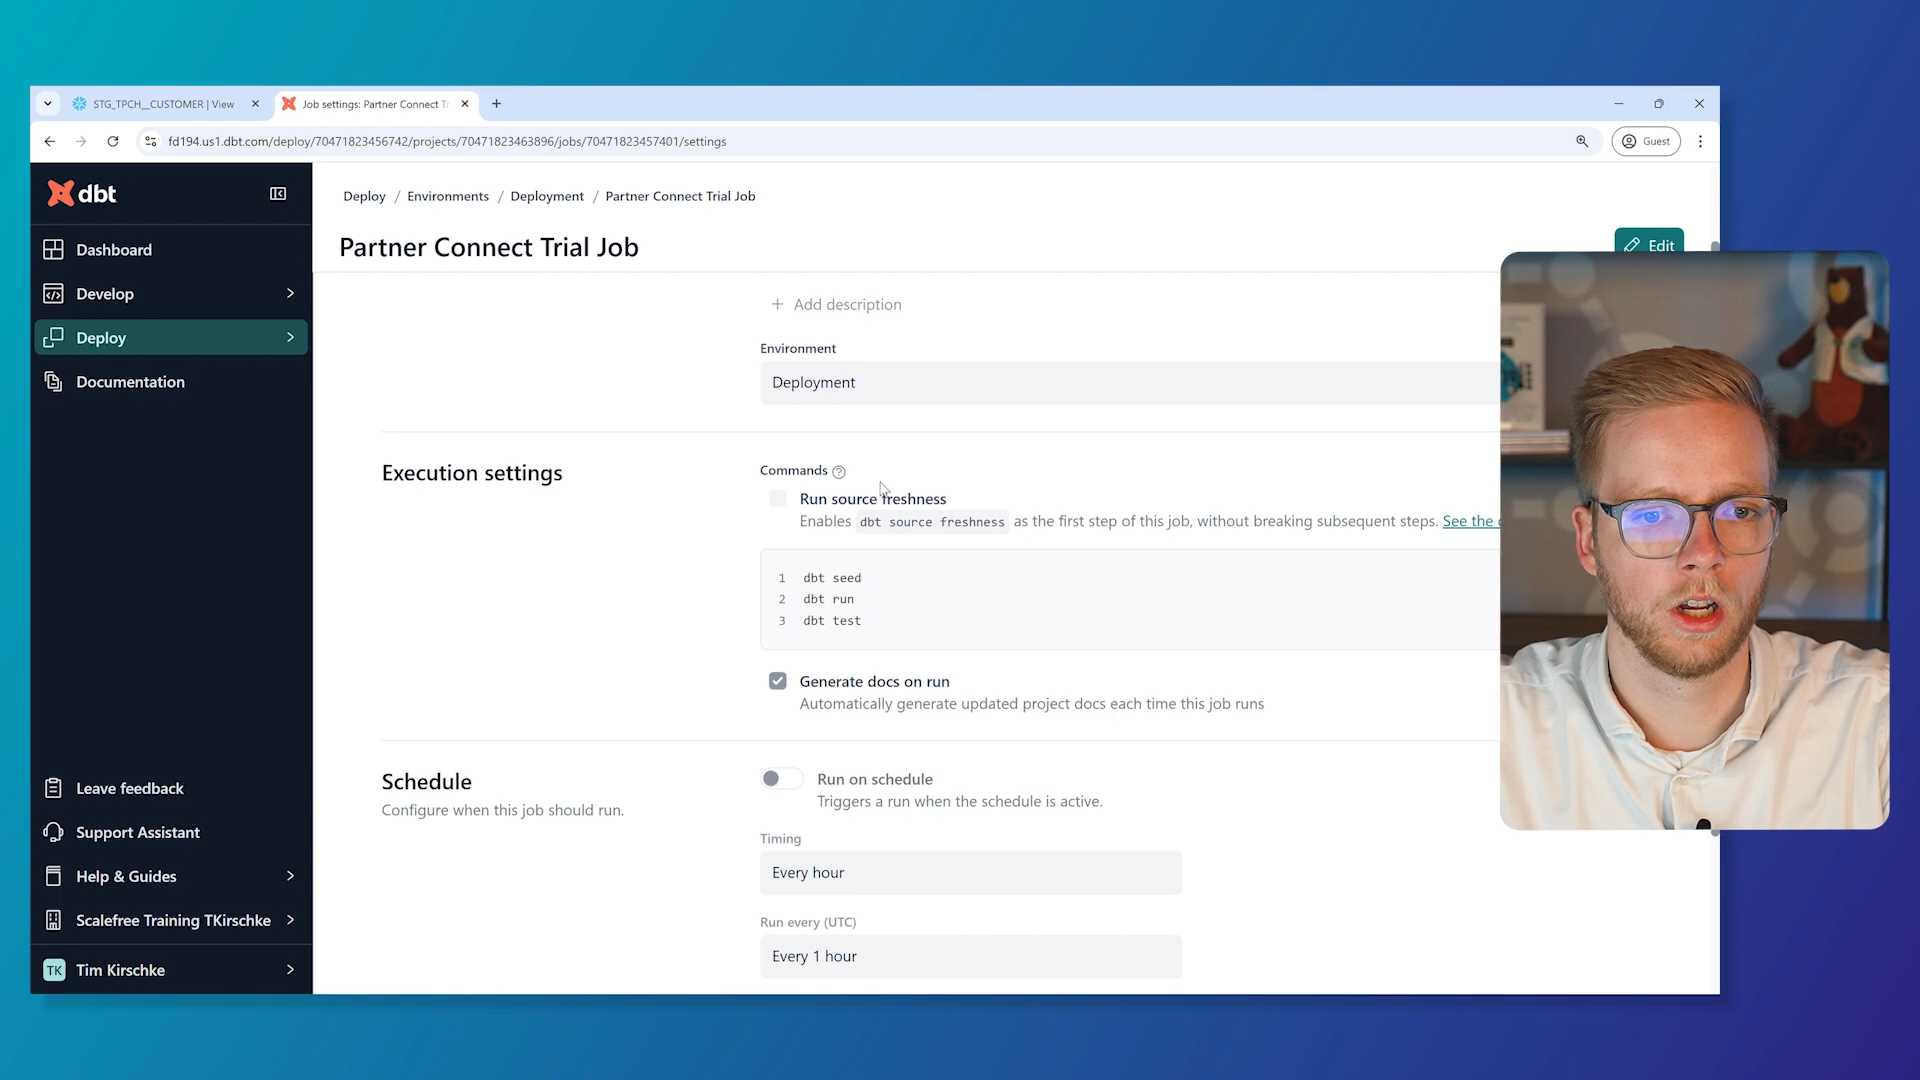 STG_TPCH__CUSTOMER | View
Job settings: Partner Connect Tr
fd194.us1.dbt.com/deploy/70471823456742/projects/70471823463896/jobs/70471823457401/settings
Guest
dbt
Dashboard
Develop
Deploy
Documentation
Leave feedback
Support Assistant
Help & Guides
Scalefree Training TKirschke
TK Tim Kirschke
Deploy / Environments / Deployment / Partner Connect Trial Job
Partner Connect Trial Job
Edit
+ Add description
Environment
Deployment
Execution settings
Commands ?
Run source freshness
Enables dbt source freshness as the first step of this job, without breaking subsequent steps. See the
1 dbt seed
2 dbt run
3 dbt test
Generate docs on run
Automatically generate updated project docs each time this job runs
Schedule
Configure when this job should run.
Run on schedule
Triggers a run when the schedule is active.
Timing
Every hour
Run every (UTC)
Every 1 hour